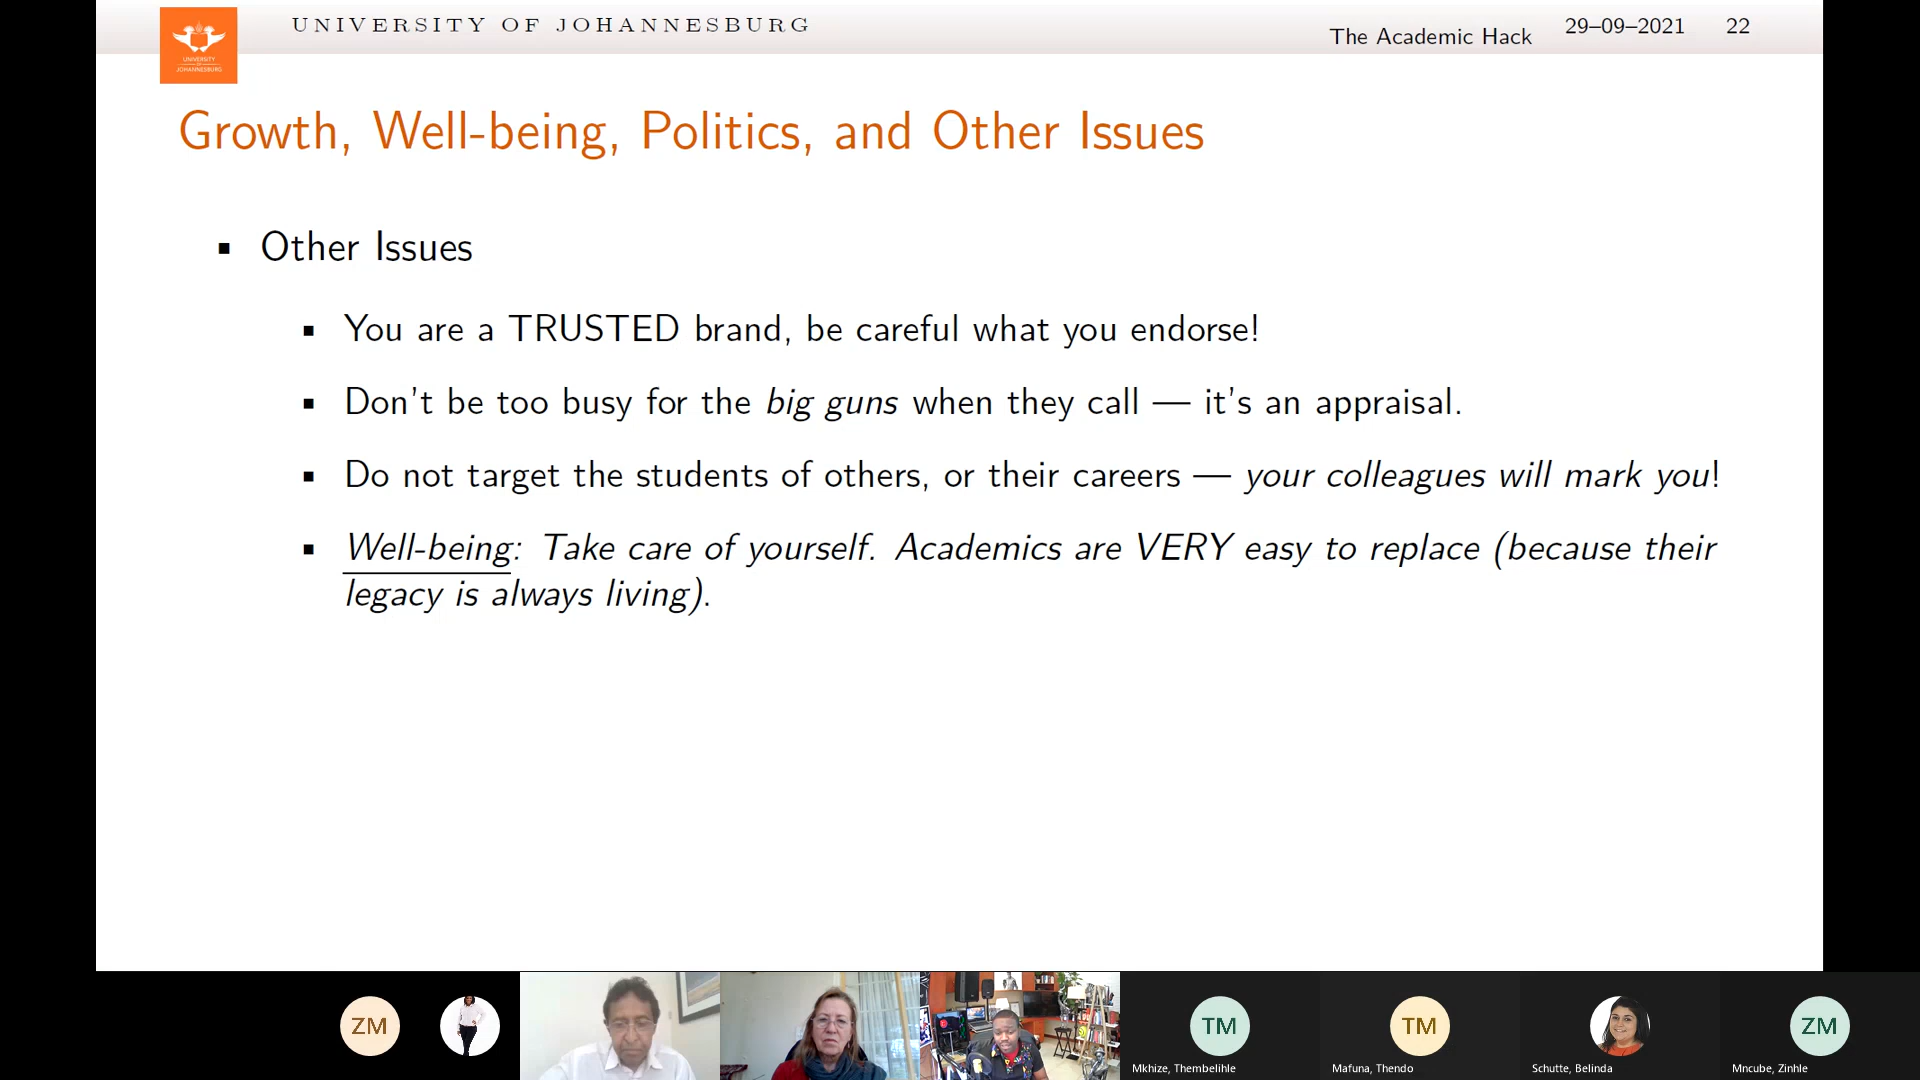 UNIVERSITY OF JOHANNESBURG
The Academic Hack 29–09–2021 22
UNIVERSITY
OF
JOHANNESBURG
Growth, Well-being, Politics, and Other Issues
▪ Other Issues
▪ You are a TRUSTED brand, be careful what you endorse!
▪ Don't be too busy for the big guns when they call — it's an appraisal.
▪ Do not target the students of others, or their careers — your colleagues will mark you!
▪ Well-being: Take care of yourself. Academics are VERY easy to replace (because their
legacy is always living).
ZM
TM
Mkhize, Thembelihle
TM
Mafuna, Thendo
Schutte, Belinda
ZM
Mncube, Zinhle